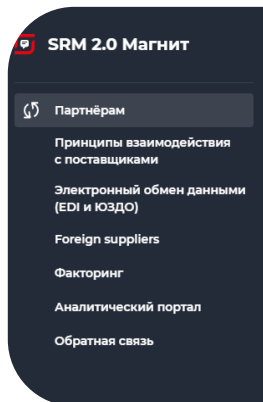 SRM 2.0 Магнит
Партнёрам
Принципы взаимодействия
с поставщиками
Электронный обмен данными
(EDI и ЮЗДО)
Foreign suppliers
Факторинг
Аналитический портал
Обратная связь